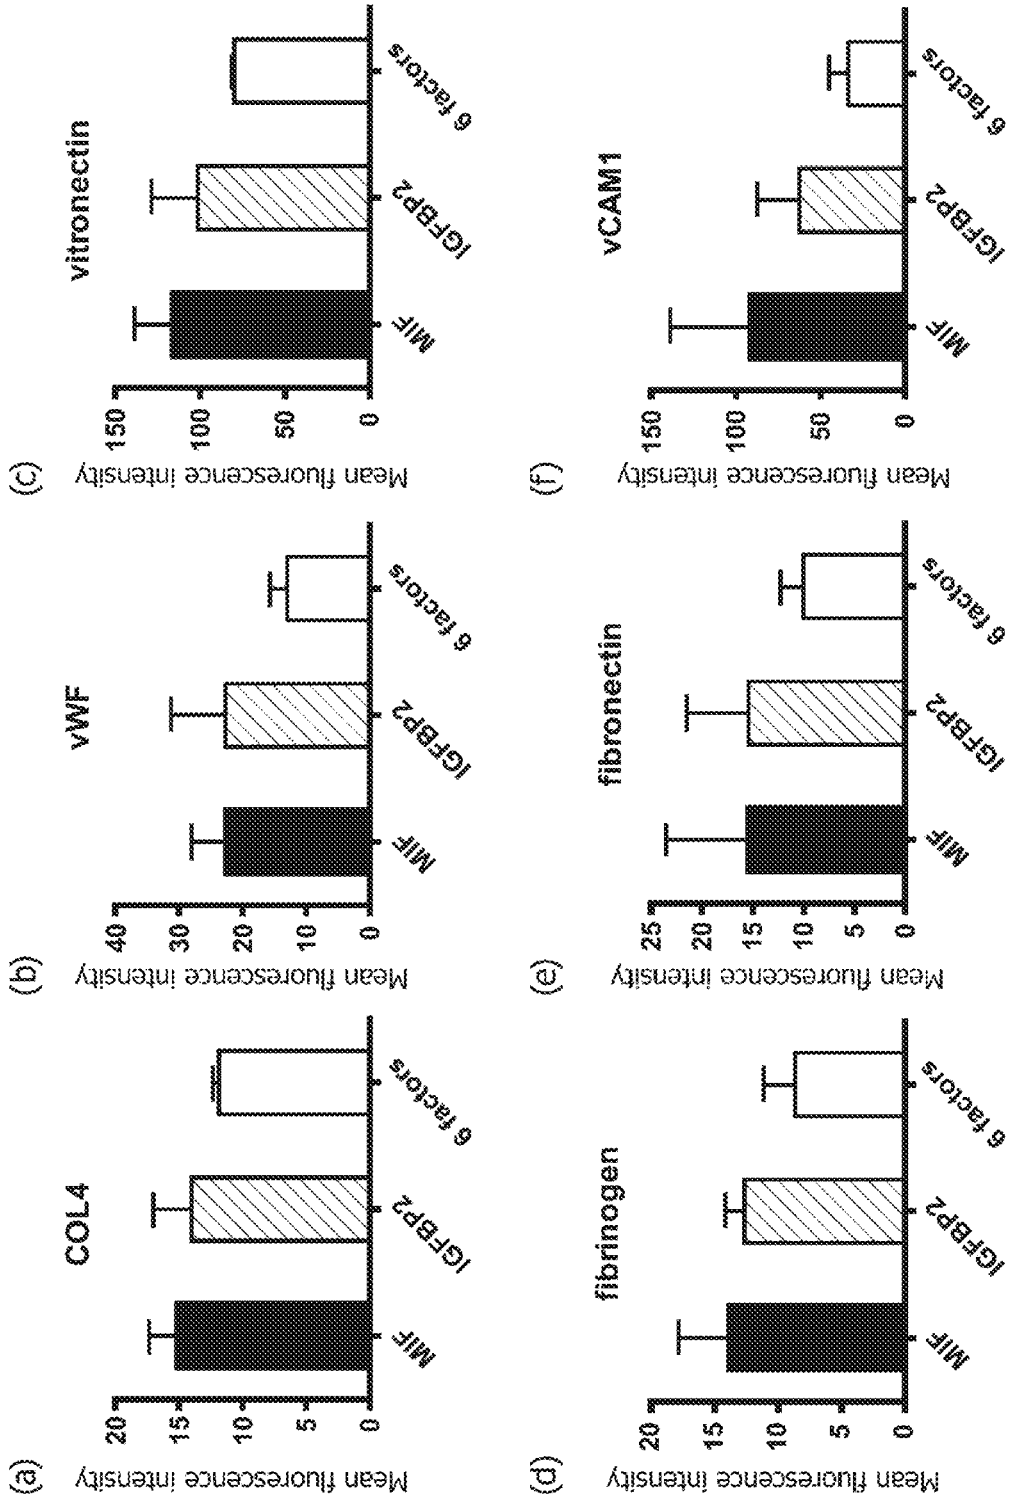 (a)
COL4
Mean fluorescence
intensity
20
15
10
5
0
MIF
IGFBP2
6 factors
(b)
vWF
Mean fluorescence intensity
40
30
20
10
0
MIF
IGFBP2
6 factors
(c)
vitronectin
Mean fluorescence intensity
150
100
50
0
MIF
IGFBP2
6 factors
(d)
fibrinogen
Mean fluorescence
intensity
20
15
10
5
0
MIF
IGFBP2
6 factors
(e)
fibronectin
Mean fluorescence intensity
25
20
15
10
5
0
MIF
IGFBP2
6 factors
(f)
vCAM1
Mean fluorescence intensity
150
100
50
0
MIF
IGFBP2
6 factors